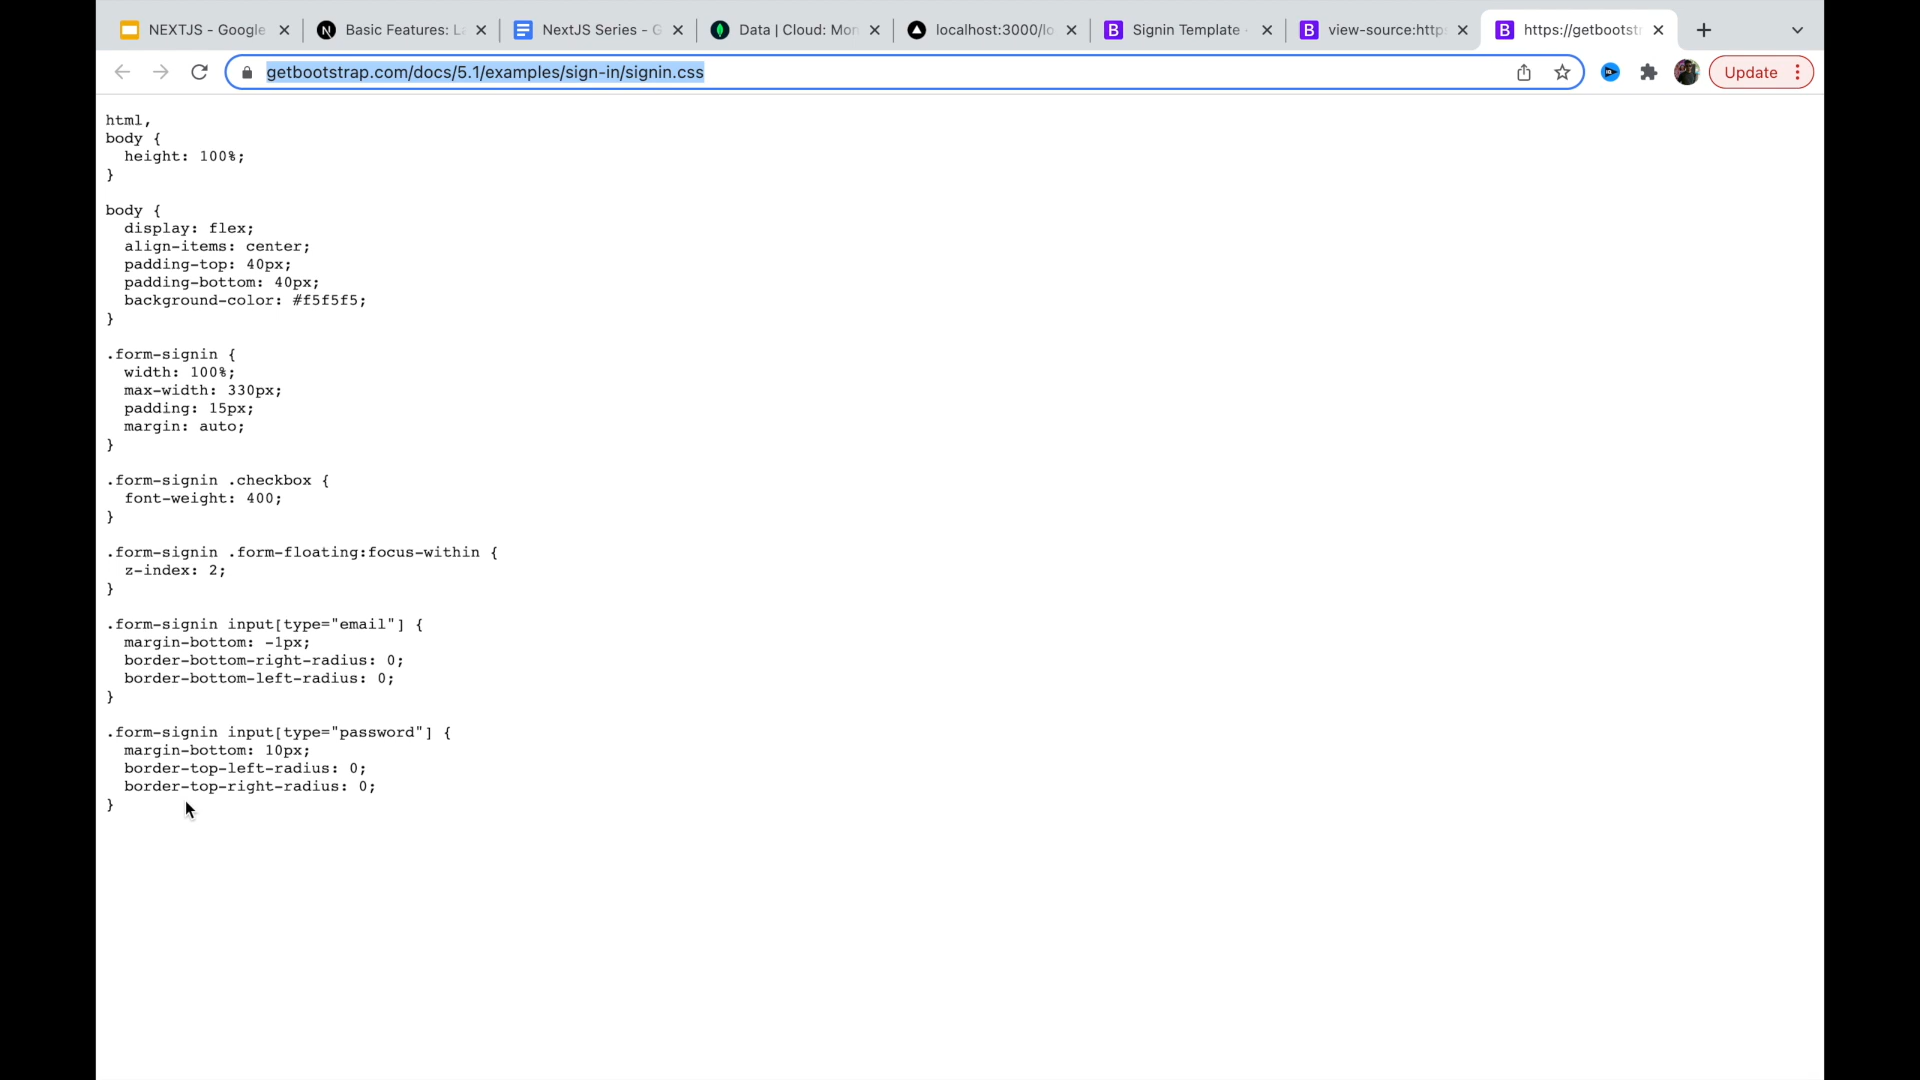 NEXTJS - Google
Basic Features: La
NextJS Series - G
Data | Cloud: Mon
localhost:3000/lo
Signin Template
view-source:http
https://getbootst
getbootstrap.com/docs/5.1/examples/sign-in/signin.css
Update
html,
body {
  height: 100%;
}
body {
  display: flex;
  align-items: center;
  padding-top: 40px;
  padding-bottom: 40px;
  background-color: #f5f5f5;
}
.form-signin {
  width: 100%;
  max-width: 330px;
  padding: 15px;
  margin: auto;
}
.form-signin .checkbox {
  font-weight: 400;
}
.form-signin .form-floating:focus-within {
  z-index: 2;
}
.form-signin input[type="email"] {
  margin-bottom: -1px;
  border-bottom-right-radius: 0;
  border-bottom-left-radius: 0;
}
.form-signin input[type="password"] {
  margin-bottom: 10px;
  border-top-left-radius: 0;
  border-top-right-radius: 0;
}